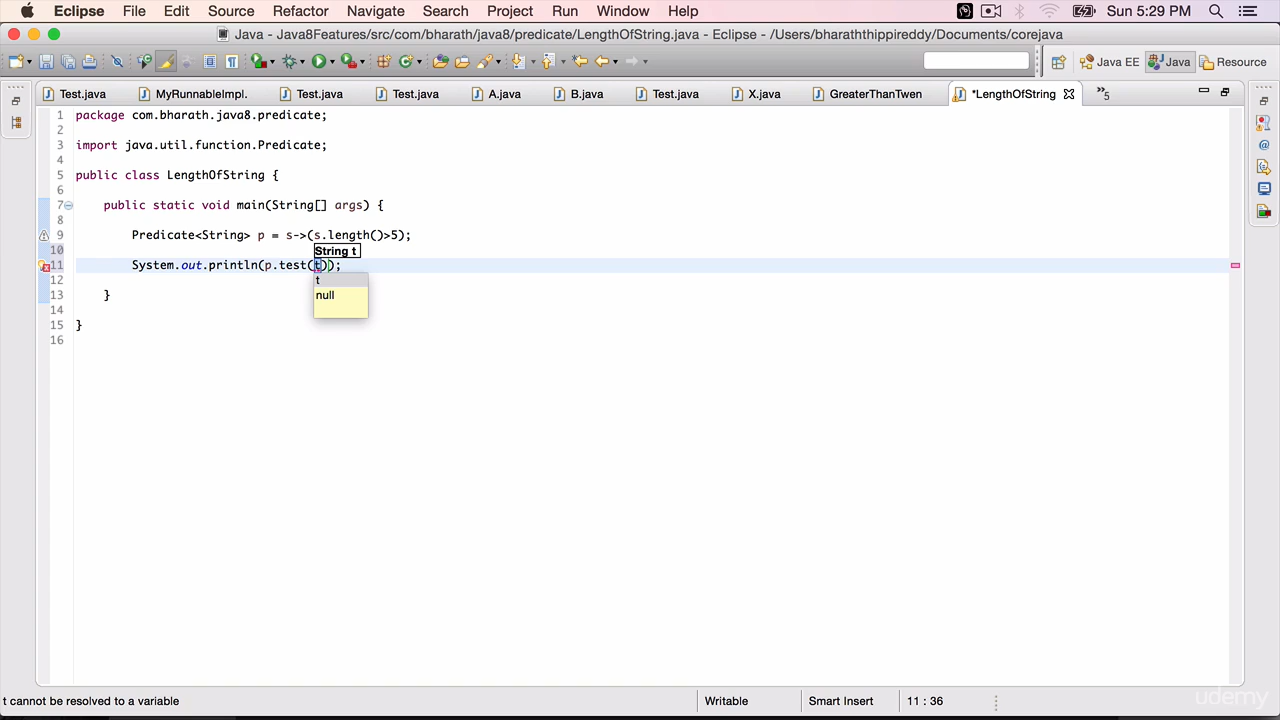 Eclipse File Edit Source Refactor Navigate Search Project Run Window Help Sun 5:29 PM
Java - Java8Features/src/com/bharath/java8/predicate/LengthOfString.java - Eclipse - /Users/bharaththippireddy/Documents/corejava
Java EE Java Resource
Test.java MyRunnableImpl. Test.java Test.java A.java B.java Test.java X.java GreaterThanTwen *LengthOfString »5
1 package com.bharath.java8.predicate;
2
3 import java.util.function.Predicate;
4
5 public class LengthOfString {
6
7 public static void main(String[] args) {
8
9 Predicate<String> p = s->(s.length()>5);
10
String t
11 System.out.println(p.test(t));
t
12
null
13 }
14
15 }
16
t cannot be resolved to a variable Writable Smart Insert 11 : 36
udemy